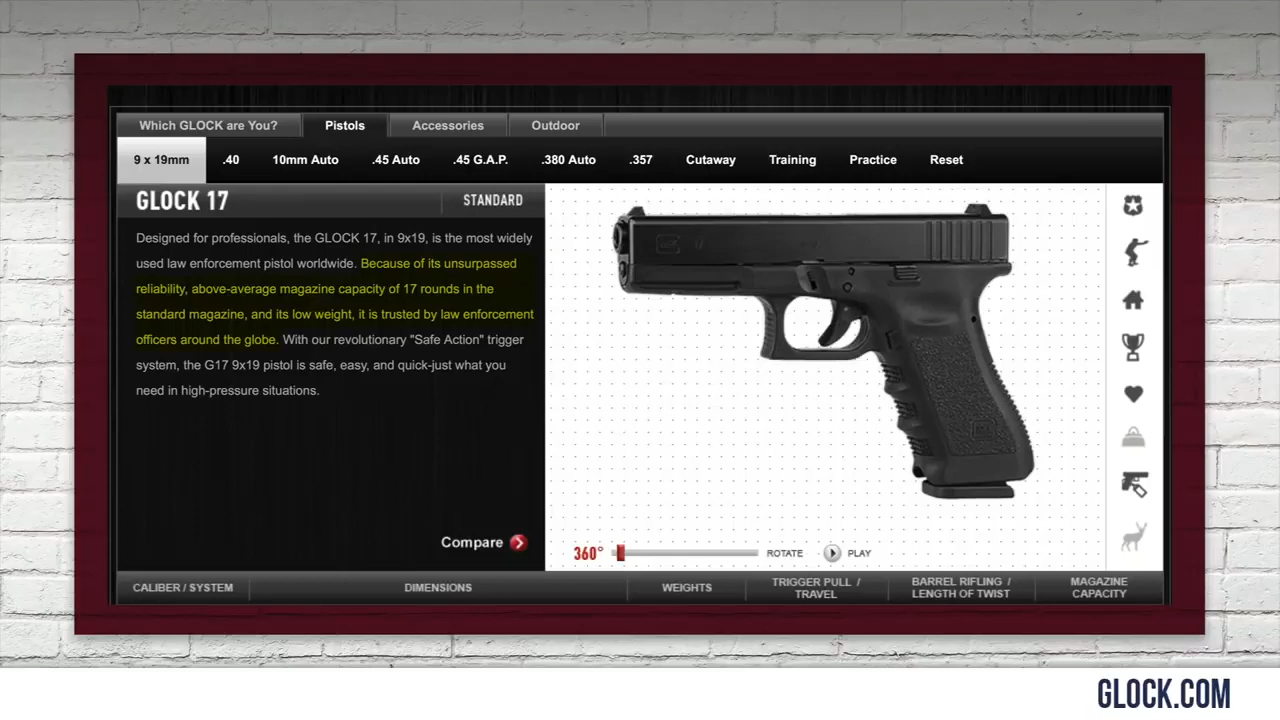 Which GLOCK are You? Pistols Accessories Outdoor
9 x 19mm .40 10mm Auto .45 Auto .45 G.A.P. .380 Auto .357 Cutaway Training Practice Reset
GLOCK 17 STANDARD
Designed for professionals, the GLOCK 17, in 9x19, is the most widely
used law enforcement pistol worldwide. Because of its unsurpassed
reliability, above-average magazine capacity of 17 rounds in the
standard magazine, and its low weight, it is trusted by law enforcement
officers around the globe. With our revolutionary "Safe Action" trigger
system, the G17 9x19 pistol is safe, easy, and quick-just what you
need in high-pressure situations.
Compare
360° ROTATE PLAY
CALIBER / SYSTEM DIMENSIONS WEIGHTS TRIGGER PULL / TRAVEL BARREL RIFLING / LENGTH OF TWIST MAGAZINE CAPACITY
GLOCK.COM